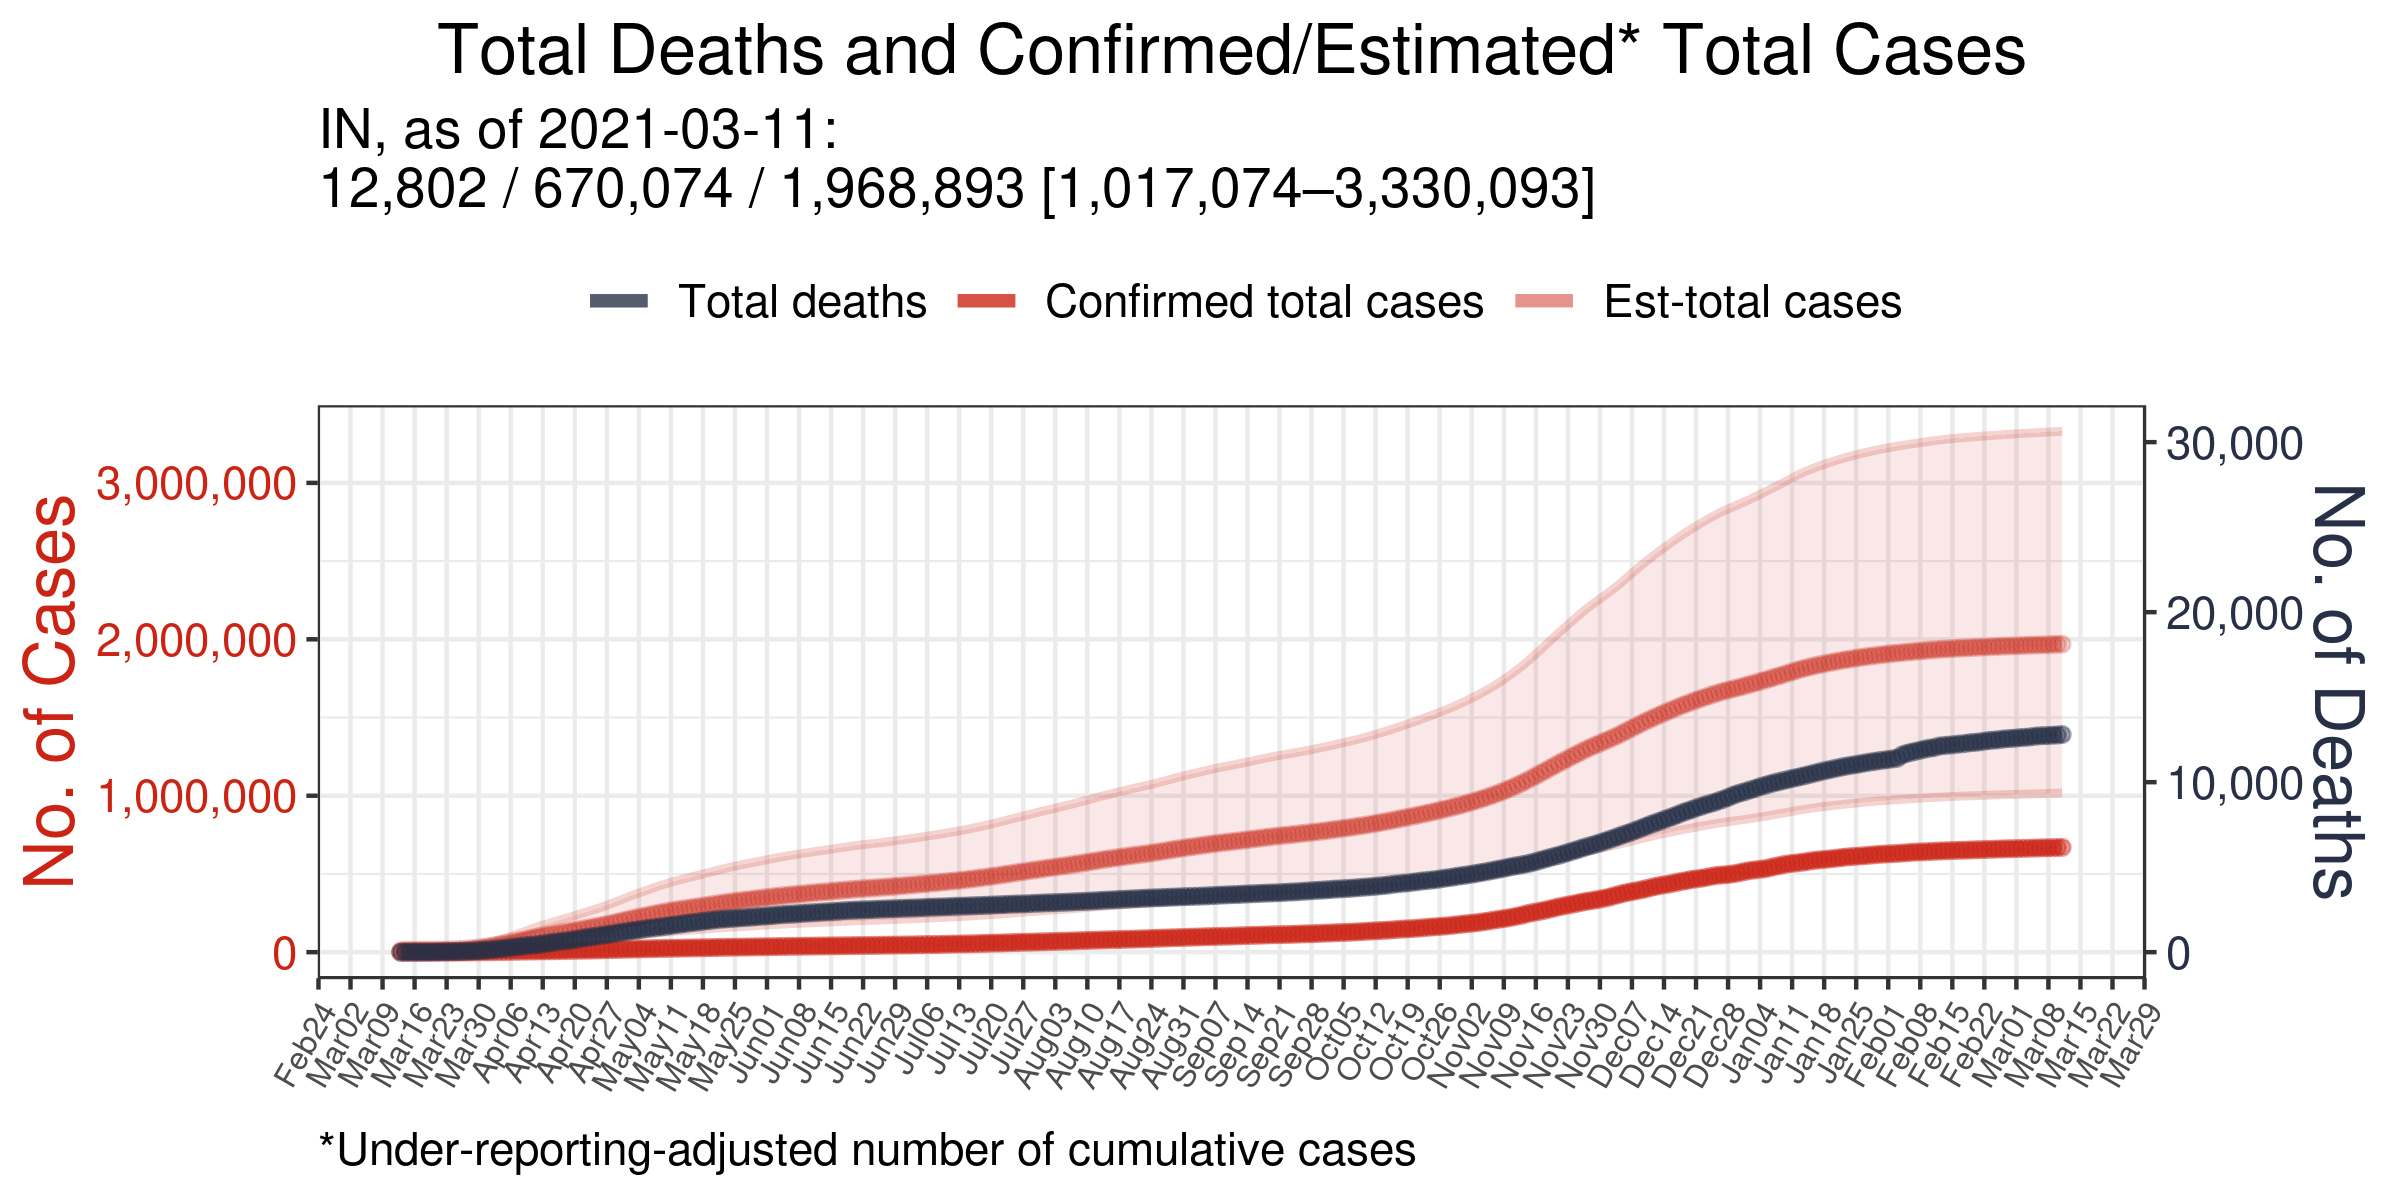 Total Deaths and Confirmed/Estimated* Total Cases
IN, as of 2021-03-11:
12,802 / 670,074 / 1,968,893 [1,017,074–3,330,093]
Total deaths
Confirmed total cases
Est-total cases
No. of Cases
3,000,000
2,000,000
1,000,000
0
30,000
20,000
10,000
0
No. of Deaths
Feb24
Mar02
Mar09
Mar16
Mar23
Mar30
Apr06
Apr13
Apr20
Apr27
May04
May11
May18
May25
Jun01
Jun08
Jun15
Jun22
Jun29
Jul06
Jul13
Jul20
Jul27
Aug03
Aug10
Aug17
Aug24
Aug31
Sep07
Sep14
Sep21
Sep28
Oct05
Oct12
Oct19
Oct26
Nov02
Nov09
Nov16
Nov23
Nov30
Dec07
Dec14
Dec21
Dec28
Jan04
Jan11
Jan18
Jan25
Feb01
Feb08
Feb15
Feb22
Mar01
Mar08
Mar15
Mar22
Mar29
*Under-reporting-adjusted number of cumulative cases